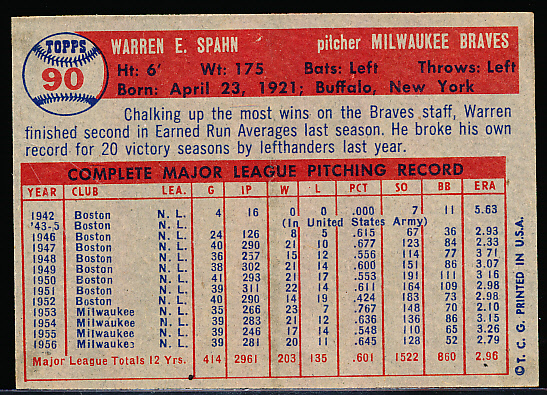 TOPPS
90
WARREN E. SPAHN pitcher MILWAUKEE BRAVES
Ht: 6' Wt: 175 Bats: Left Throws: Left
Born: April 23, 1921; Buffalo, New York
Chalking up the most wins on the Braves staff, Warren
finished second in Earned Run Averages last season. He broke his own
record for 20 victory seasons by lefthanders last year.
COMPLETE MAJOR LEAGUE PITCHING RECORD
YEAR CLUB LEA. G IP W L PCT SO BB ERA
1942 Boston N. L. 4 16 0 0 .000 7 11 5.63
'43-5 Boston N. L. (In United States Army)
1946 Boston N. L. 24 126 8 5 .615 67 36 2.93
1947 Boston N. L. 40 290 21 10 .677 123 84 2.33
1948 Boston N. L. 36 257 15 12 .556 114 77 3.71
1949 Boston N. L. 38 302 21 14 .600 151 86 3.07
1950 Boston N. L. 41 293 21 17 .553 191 111 3.16
1951 Boston N. L. 39 311 22 14 .611 164 109 2.98
1952 Boston N. L. 40 290 14 19 .424 183 73 2.98
1953 Milwaukee N. L. 35 266 23 7 .767 148 70 2.10
1954 Milwaukee N. L. 39 283 21 12 .636 136 86 3.15
1955 Milwaukee N. L. 39 246 17 14 .548 110 65 3.26
1956 Milwaukee N. L. 39 281 20 11 .645 128 52 2.79
Major League Totals 12 Yrs. 414 2961 203 135 .601 1522 860 2.96
© T. C. G. PRINTED IN U.S.A.